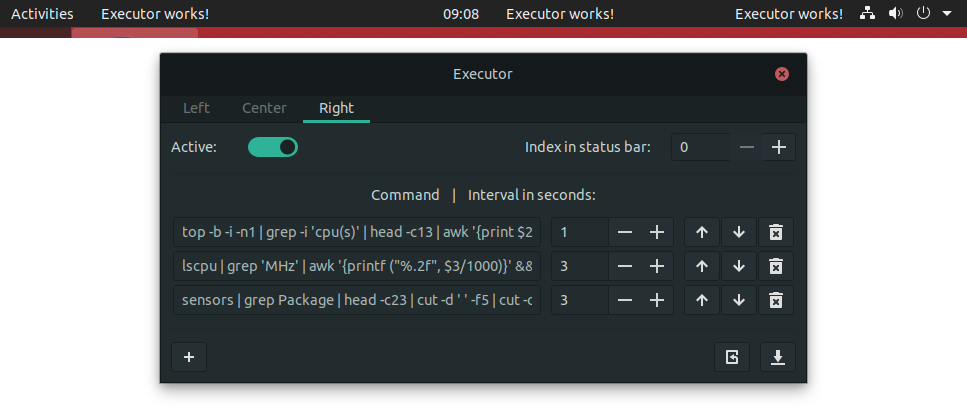 Activities Executor works! 09:08 Executor works! Executor works!
Executor
Left Center Right
Active: Index in status bar: 0
Command | Interval in seconds:
top -b -i -n1 | grep -i 'cpu(s)' | head -c13 | awk '{print $2 1
lscpu | grep 'MHz' | awk '{printf ("%.2f", $3/1000)}' && 3
sensors | grep Package | head -c23 | cut -d ' ' -f5 | cut -c 3